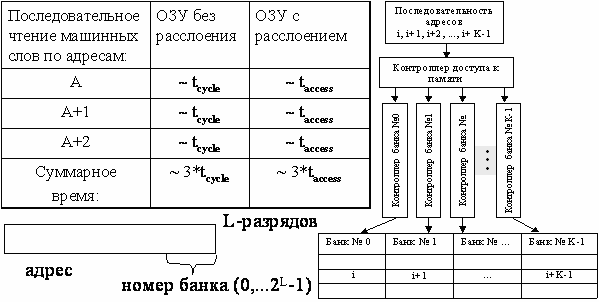 Последовательное чтение машинных слов по адресам:
ОЗУ без расслоения
ОЗУ с расслоением
A
~ tcycle
~ taccess
A+1
~ tcycle
~ taccess
A+2
~ tcycle
~ taccess
Суммарное время:
~ 3*tcycle
~ 3*taccess
L-разрядов
адрес
номер банка (0,...2L-1)
Последовательность
адресов
i, i+1, i+2, ..., i+ K-1
Контроллер доступа к
памяти
Контроллер банка №0
Контроллер банка №1
Контроллер банка №
...
Контроллер банка № K-1
Банк № 0
Банк № 1
Банк № ...
Банк № K-1
i
i+1
...
i+K-1